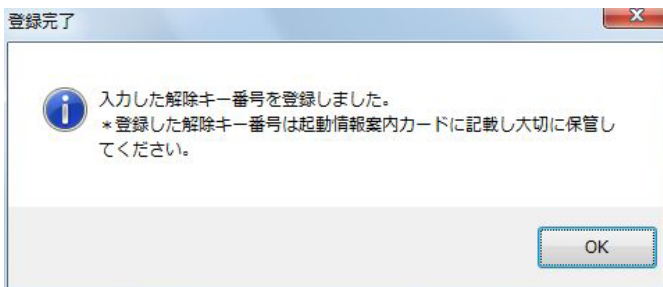 登録完了
入力した解除キー番号を登録しました。
＊登録した解除キー番号は起動情報案内カードに記載し大切に保管し
てください。
OK